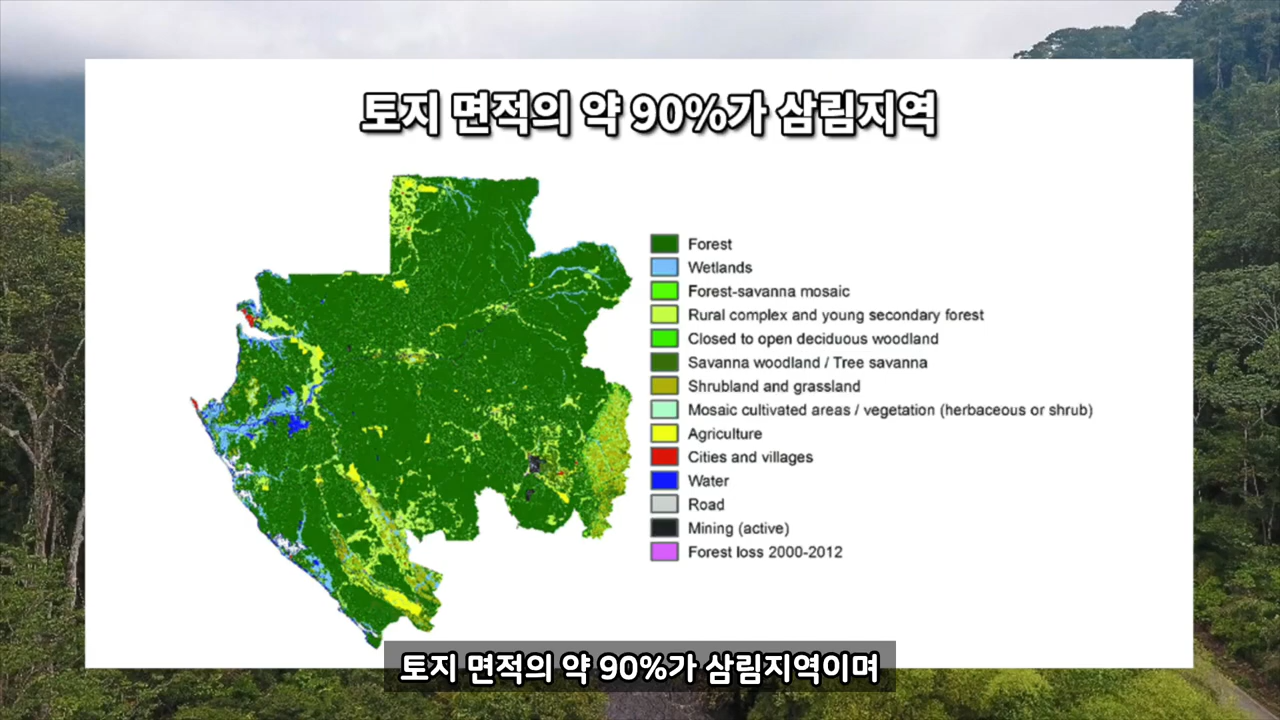 토지 면적의 약 90%가 삼림지역
Forest
Wetlands
Forest-savanna mosaic
Rural complex and young secondary forest
Closed to open deciduous woodland
Savanna woodland / Tree savanna
Shrubland and grassland
Mosaic cultivated areas / vegetation (herbaceous or shrub)
Agriculture
Cities and villages
Water
Road
Mining (active)
Forest loss 2000-2012
토지 면적의 약 90%가 삼림지역이며